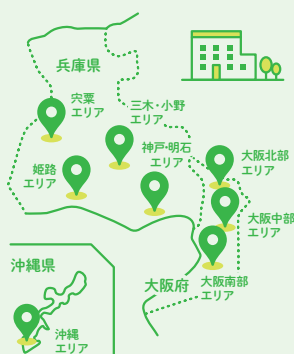 兵庫県
宍粟
エリア
三木・小野
エリア
神戸・明石
エリア
姫路
エリア
大阪北部
エリア
大阪中部
エリア
大阪南部
エリア
大阪府
沖縄県
沖縄
エリア